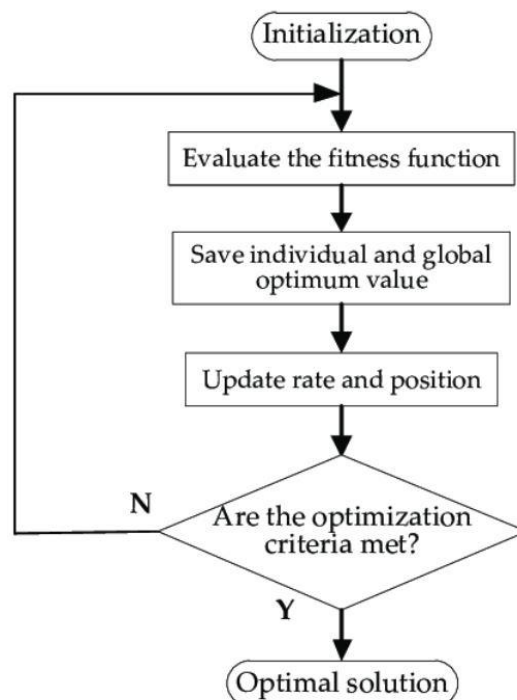 Initialization
Evaluate the fitness function
Save individual and global
optimum value
Update rate and position
N
Are the optimization
criteria met?
Y
Optimal solution